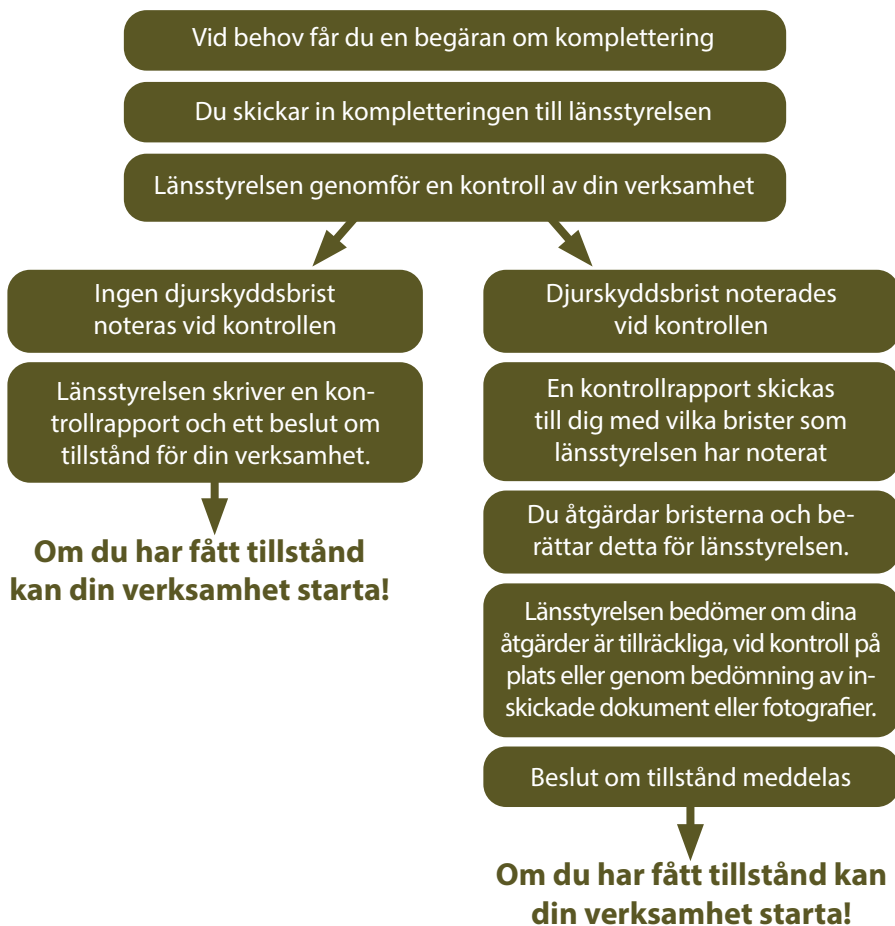 Vid behov får du en begäran om komplettering
Du skickar in kompletteringen till länsstyrelsen
Länsstyrelsen genomför en kontroll av din verksamhet
Ingen djurskyddsbrist
noteras vid kontrollen
Länsstyrelsen skriver en kon-
trollrapport och ett beslut om
tillstånd för din verksamhet.
Om du har fått tillstånd
kan din verksamhet starta!
Djurskyddsbrist noterades
vid kontrollen
En kontrollrapport skickas
till dig med vilka brister som
länsstyrelsen har noterat
Du åtgärdar bristerna och be-
rättar detta för länsstyrelsen.
Länsstyrelsen bedömer om dina
åtgärder är tillräckliga, vid kontroll på
plats eller genom bedömning av in-
skickade dokument eller fotografier.
Beslut om tillstånd meddelas
Om du har fått tillstånd kan
din verksamhet starta!